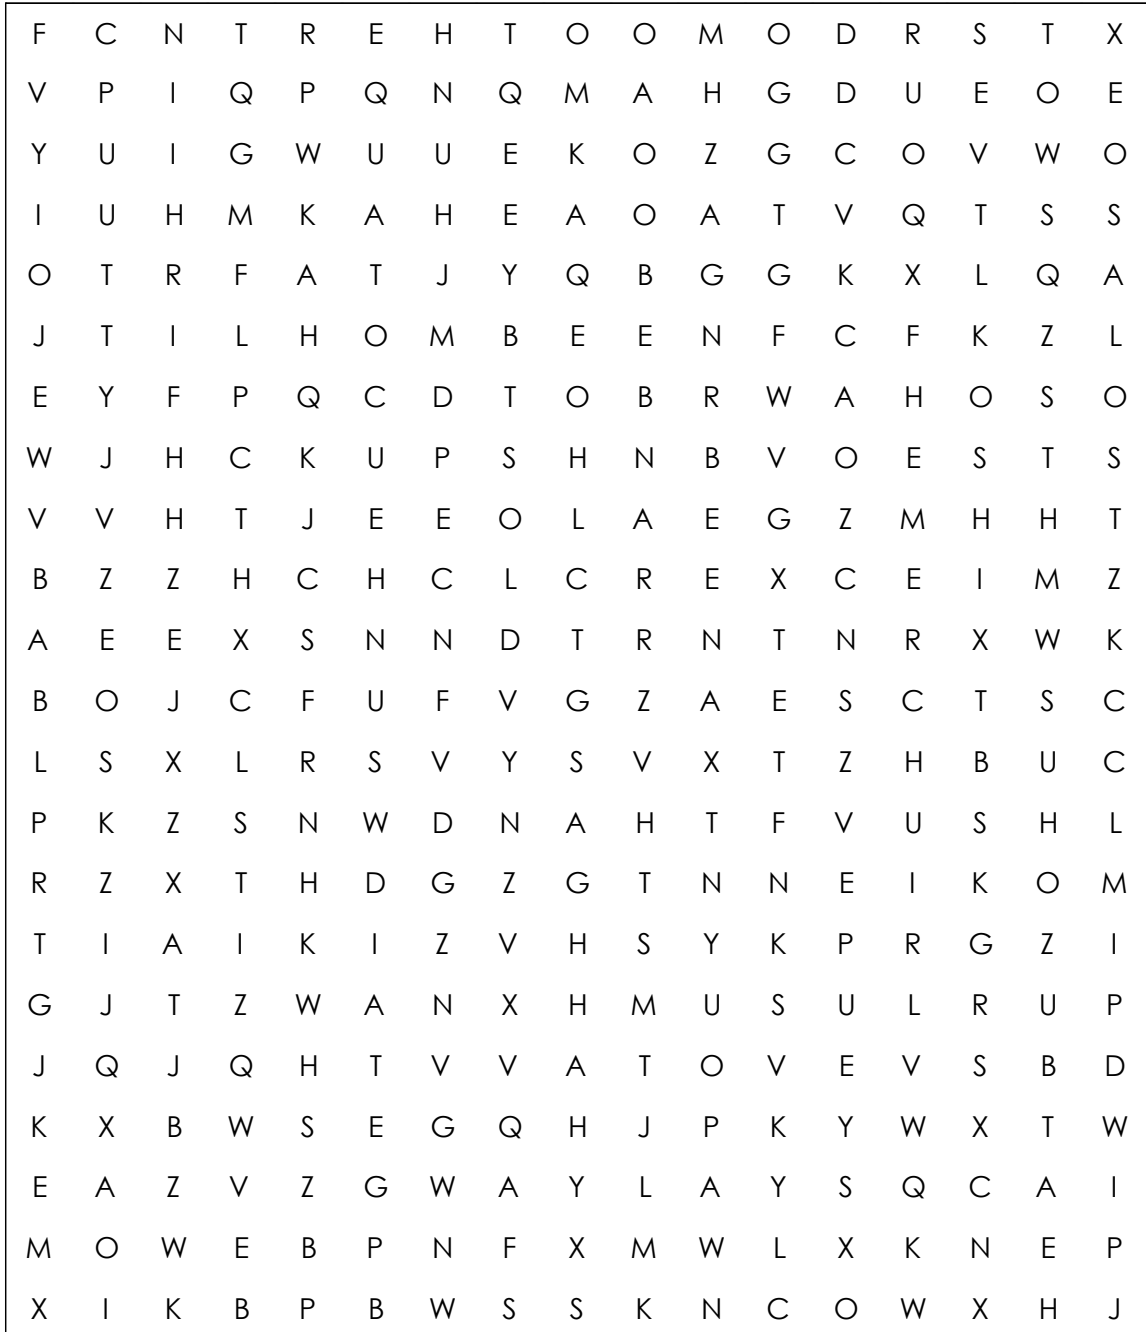 F C N T R E H T O O M O D R S T X
V P I Q P Q N Q M A H G D U E O E
Y U I G W U U E K O Z G C O V W O
I U H M K A H E A O A T V Q T S S
O T R F A T J Y Q B G G K X L Q A
J T I L H O M B E E N F C F K Z L
E Y F P Q C D T O B R W A H O S O
W J H C K U P S H N B V O E S T S
V V H T J E E O L A E G Z M H H T
B Z Z H C H C L C R E X C E I M Z
A E E X S N N D T R N T N R X W K
B O J C F U F V G Z A E S C T S C
L S X L R S V Y S V X T Z H B U C
P K Z S N W D N A H T F V U S H L
R Z X T H D G Z G T N N E I K O M
T I A I K I Z V H S Y K P R G Z I
G J T Z W A N X H M U S U L R U P
J Q J Q H T V V A T O V E V S B D
K X B W S E G Q H J P K Y W X T W
E A Z V Z G W A Y L A Y S Q C A I
M O W E B P N F X M W L X K N E P
X I K B P B W S S K N C O W X H J